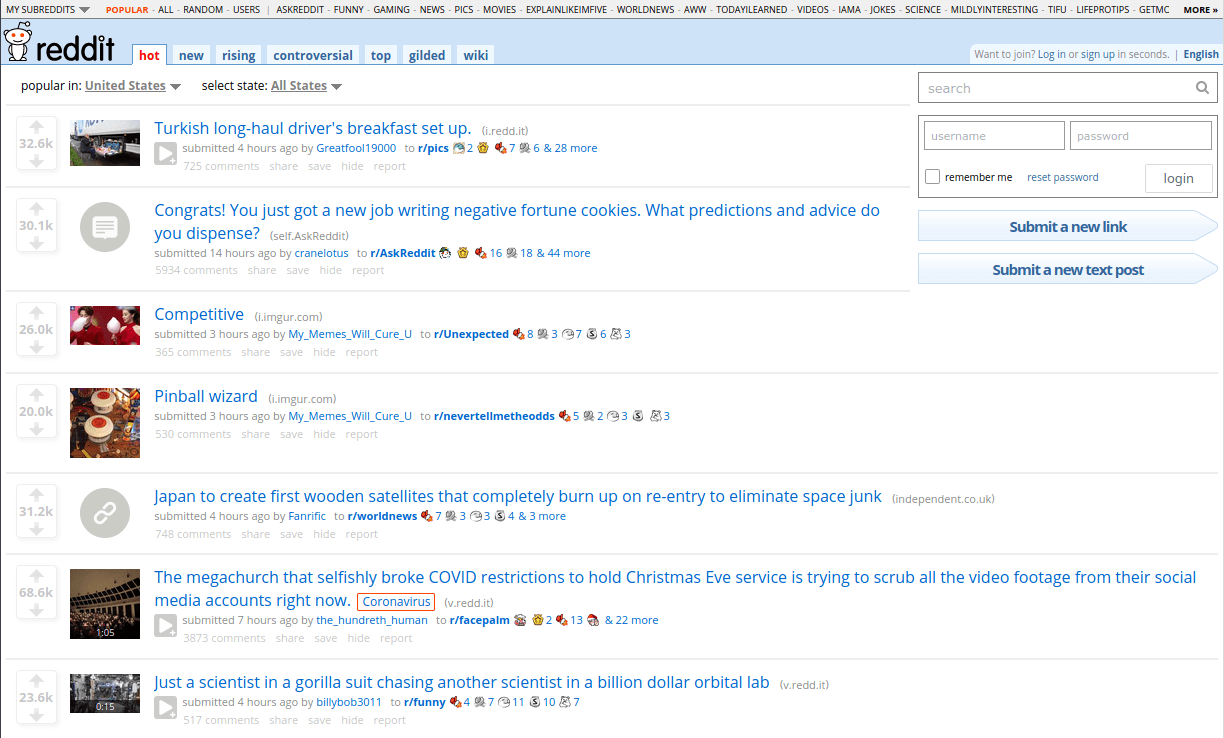 MY SUBREDDITS POPULAR - ALL - RANDOM - USERS | ASKREDDIT - FUNNY - GAMING - NEWS - PICS - MOVIES - EXPLAINLIKEIMFIVE - WORLDNEWS - AWW - TODAYILEARNED - VIDEOS - IAMA - JOKES - SCIENCE - MILDLYINTERESTING - TIFU - LIFEPROTIPS - GETMC MORE »
reddit hot new rising controversial top gilded wiki Want to join? Log in or sign up in seconds. | English
popular in: United States select state: All States
search
32.6k
Turkish long-haul driver's breakfast set up. (i.redd.it)
submitted 4 hours ago by Greatfool19000 to r/pics 2 7 6 & 28 more
725 comments share save hide report
username password
remember me reset password login
Submit a new link
Submit a new text post
30.1k
Congrats! You just got a new job writing negative fortune cookies. What predictions and advice do
you dispense? (self.AskReddit)
submitted 14 hours ago by cranelotus to r/AskReddit 16 18 & 44 more
5934 comments share save hide report
26.0k
Competitive (i.imgur.com)
submitted 3 hours ago by My_Memes_Will_Cure_U to r/Unexpected 8 3 7 6 3
365 comments share save hide report
20.0k
Pinball wizard (i.imgur.com)
submitted 3 hours ago by My_Memes_Will_Cure_U to r/nevertellmetheodds 5 2 3 3
530 comments share save hide report
31.2k
Japan to create first wooden satellites that completely burn up on re-entry to eliminate space junk (independent.co.uk)
submitted 4 hours ago by Fanrific to r/worldnews 7 3 3 4 & 3 more
748 comments share save hide report
68.6k
1:05
The megachurch that selfishly broke COVID restrictions to hold Christmas Eve service is trying to scrub all the video footage from their social
media accounts right now. Coronavirus (v.redd.it)
submitted 7 hours ago by the_hundreth_human to r/facepalm 2 13 & 22 more
3873 comments share save hide report
23.6k
0:15
Just a scientist in a gorilla suit chasing another scientist in a billion dollar orbital lab (v.redd.it)
submitted 4 hours ago by billybob3011 to r/funny 4 7 11 10 7
517 comments share save hide report